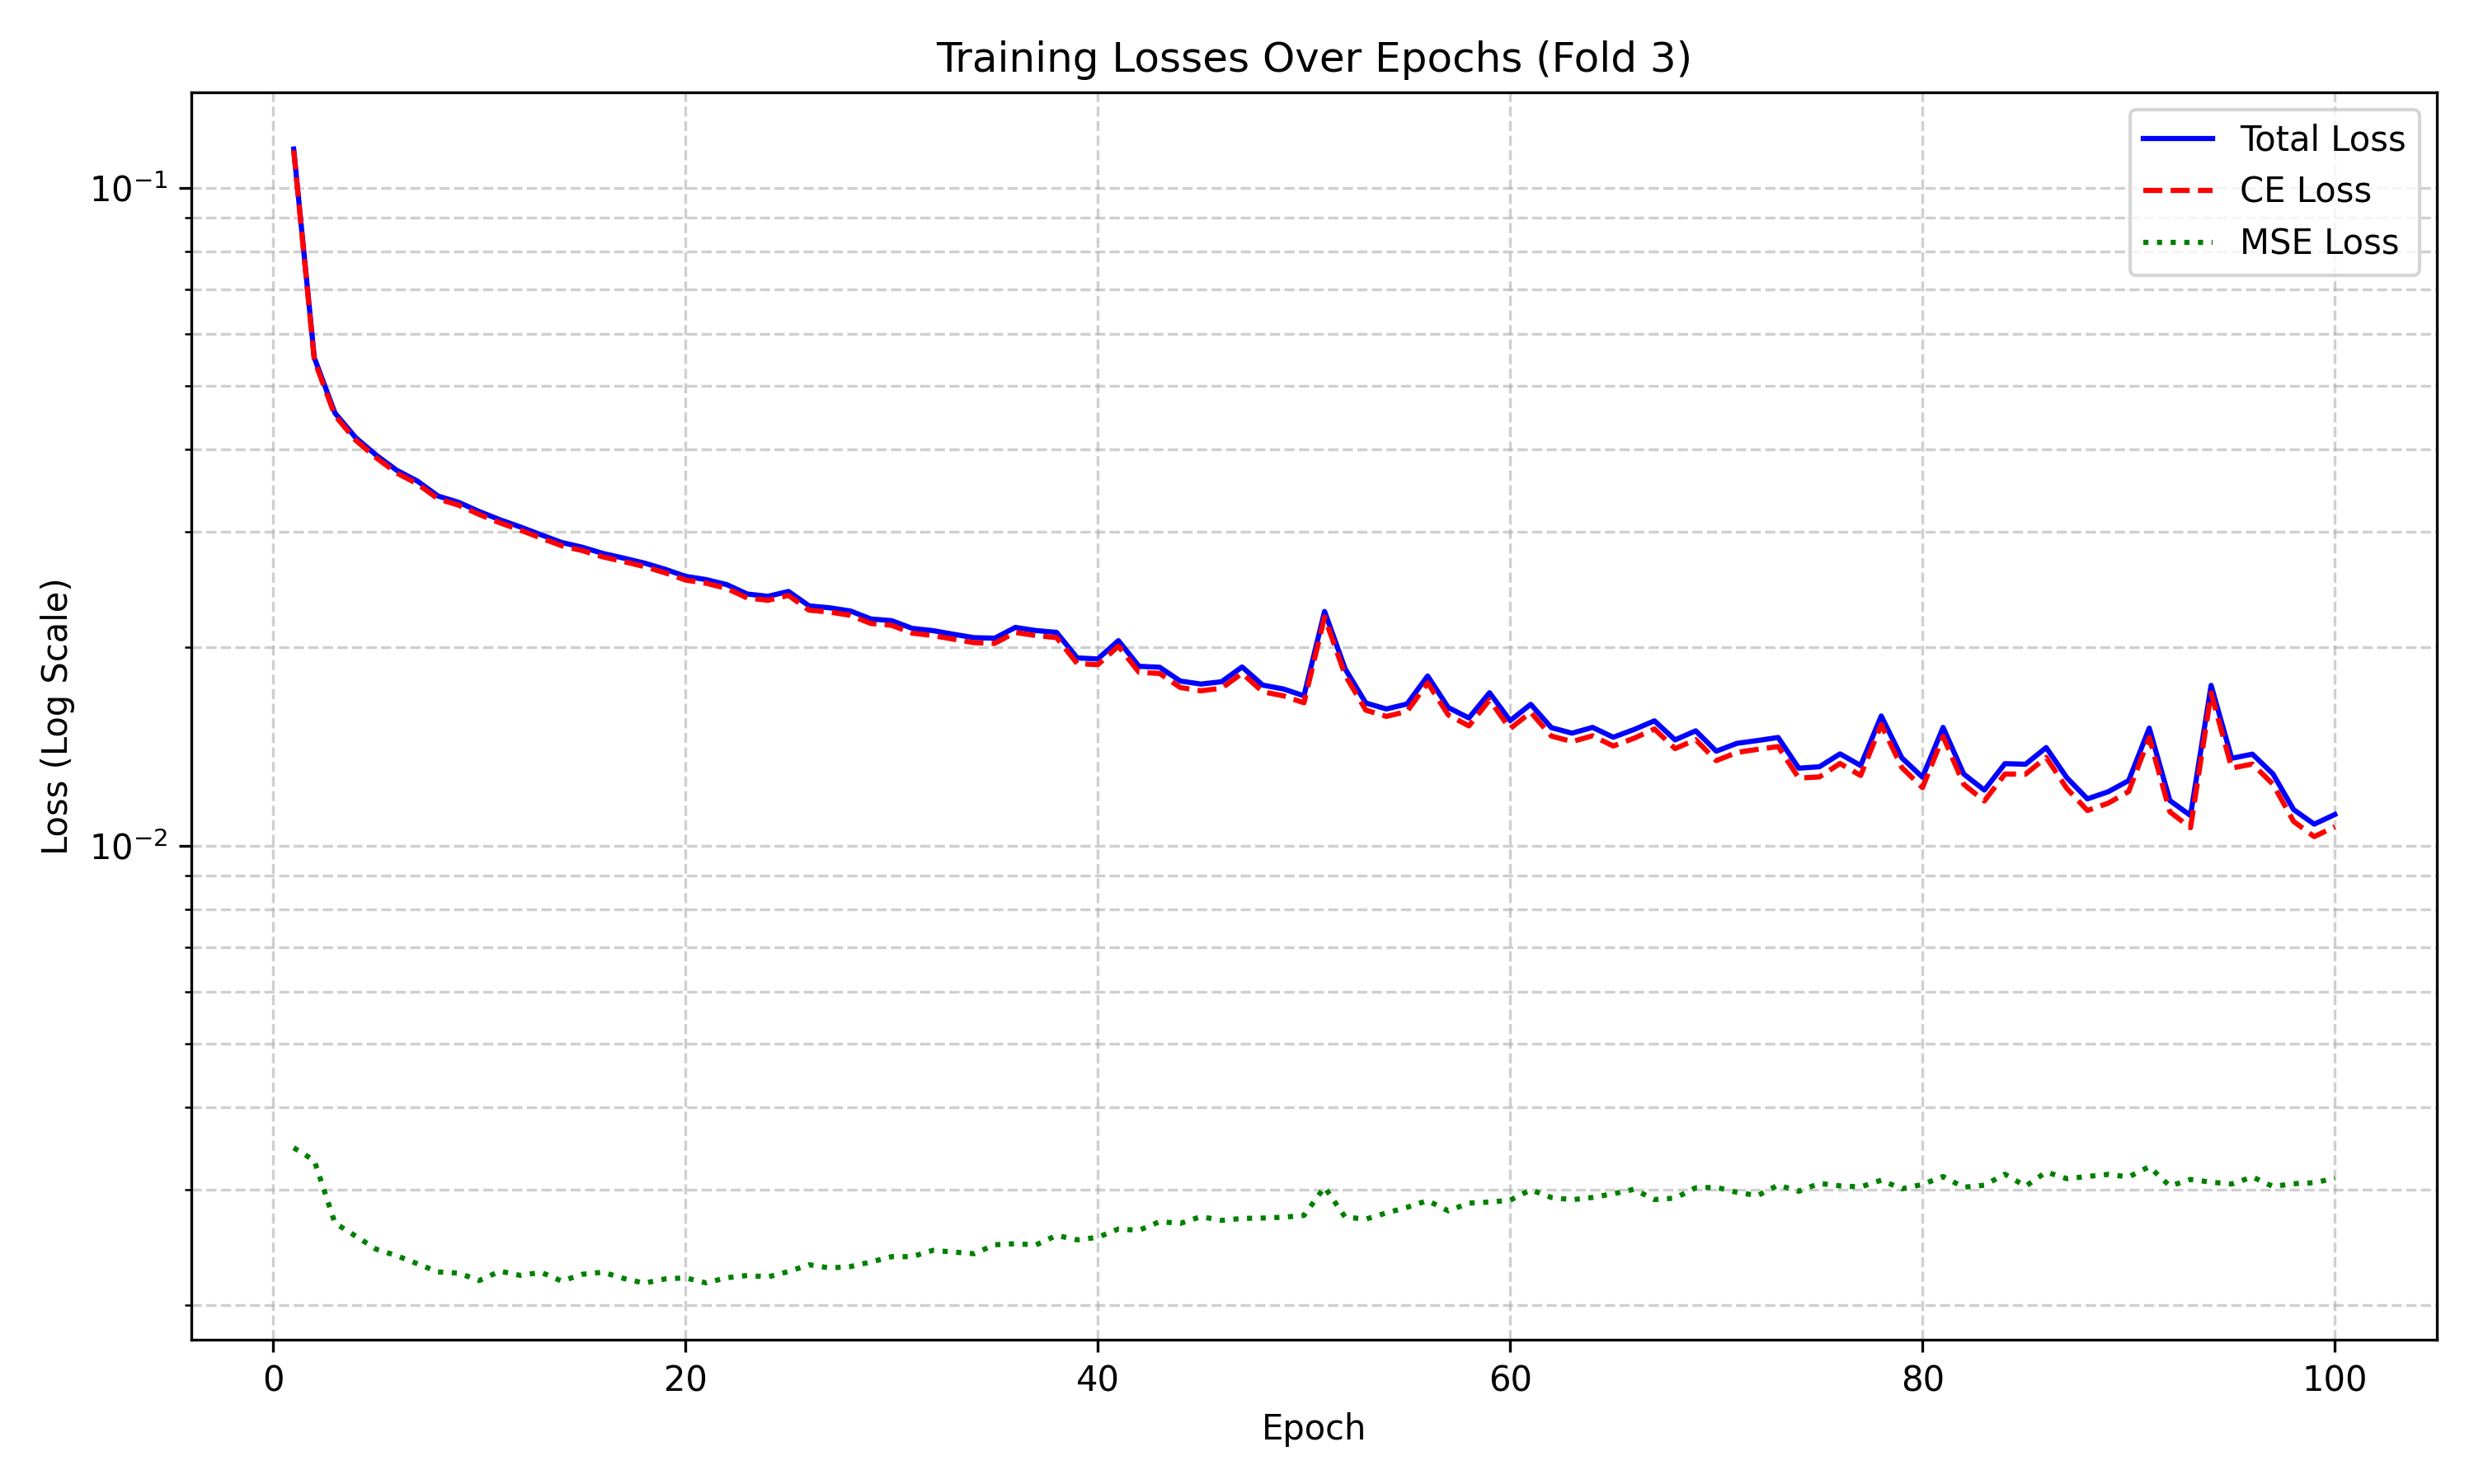 Training Losses Over Epochs (Fold 3)
Total Loss
CE Loss
MSE Loss
Loss (Log Scale)
10⁻¹
10⁻²
0 20 40 60 80 100
Epoch